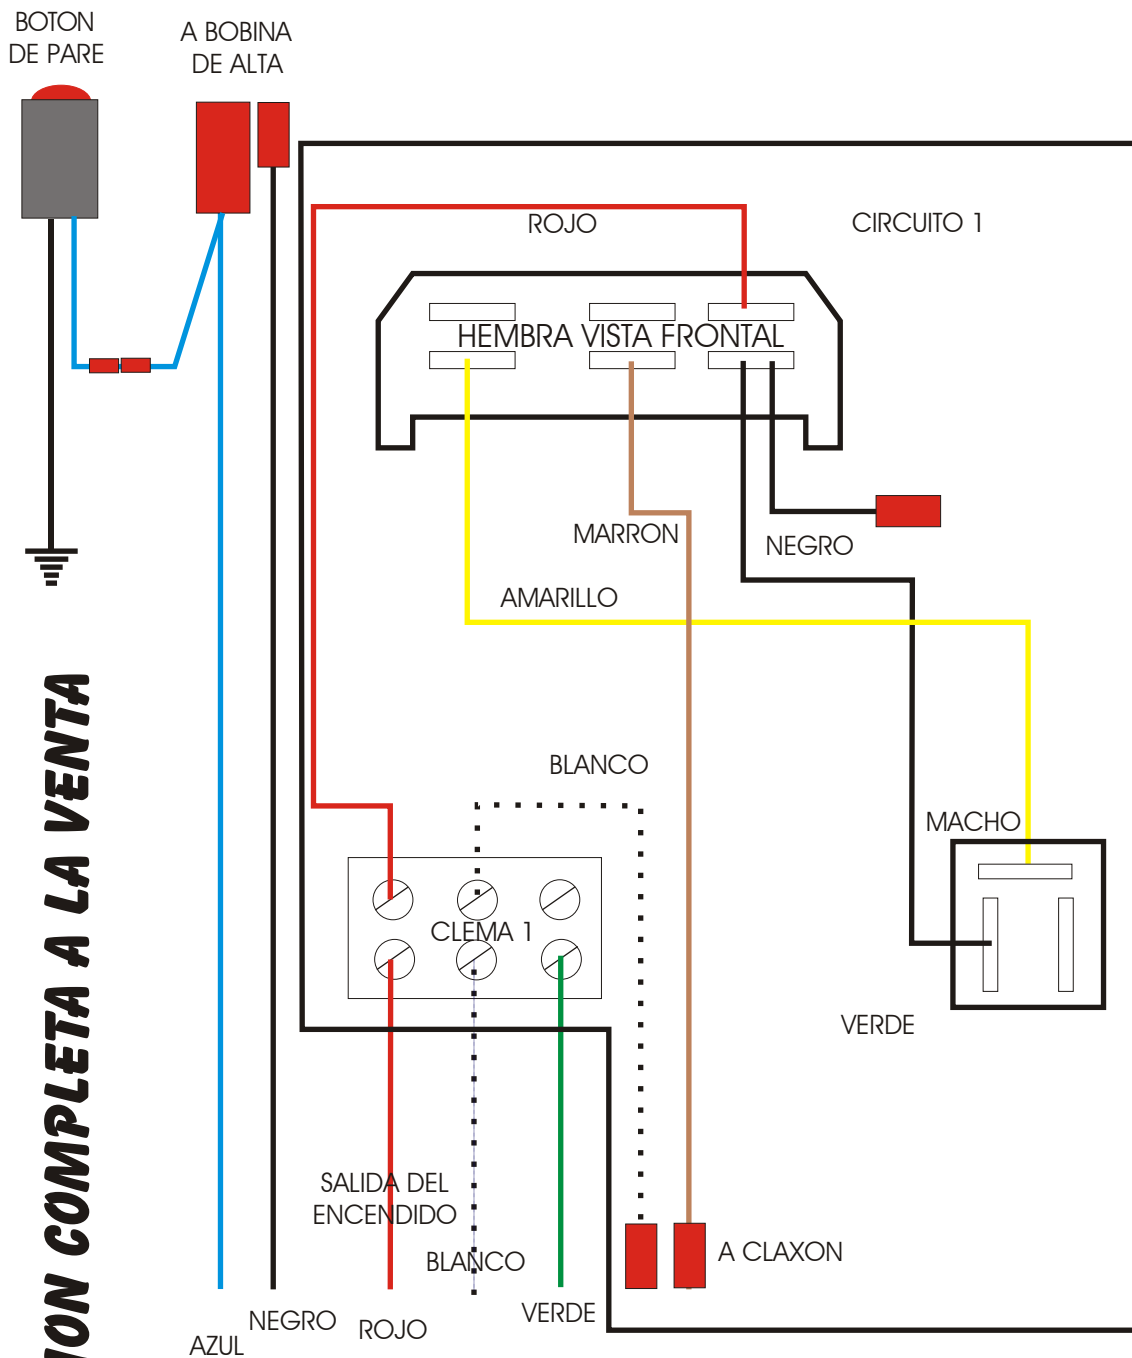 BOTON
DE PARE
A BOBINA
DE ALTA
ROJO
CIRCUITO 1
HEMBRA VISTA FRONTAL
MARRON
NEGRO
AMARILLO
BLANCO
MACHO
CLEMA 1
VERDE
SALIDA DEL
ENCENDIDO
BLANCO
A CLAXON
NEGRO
ROJO
VERDE
AZUL
ION COMPLETA A LA VENTA